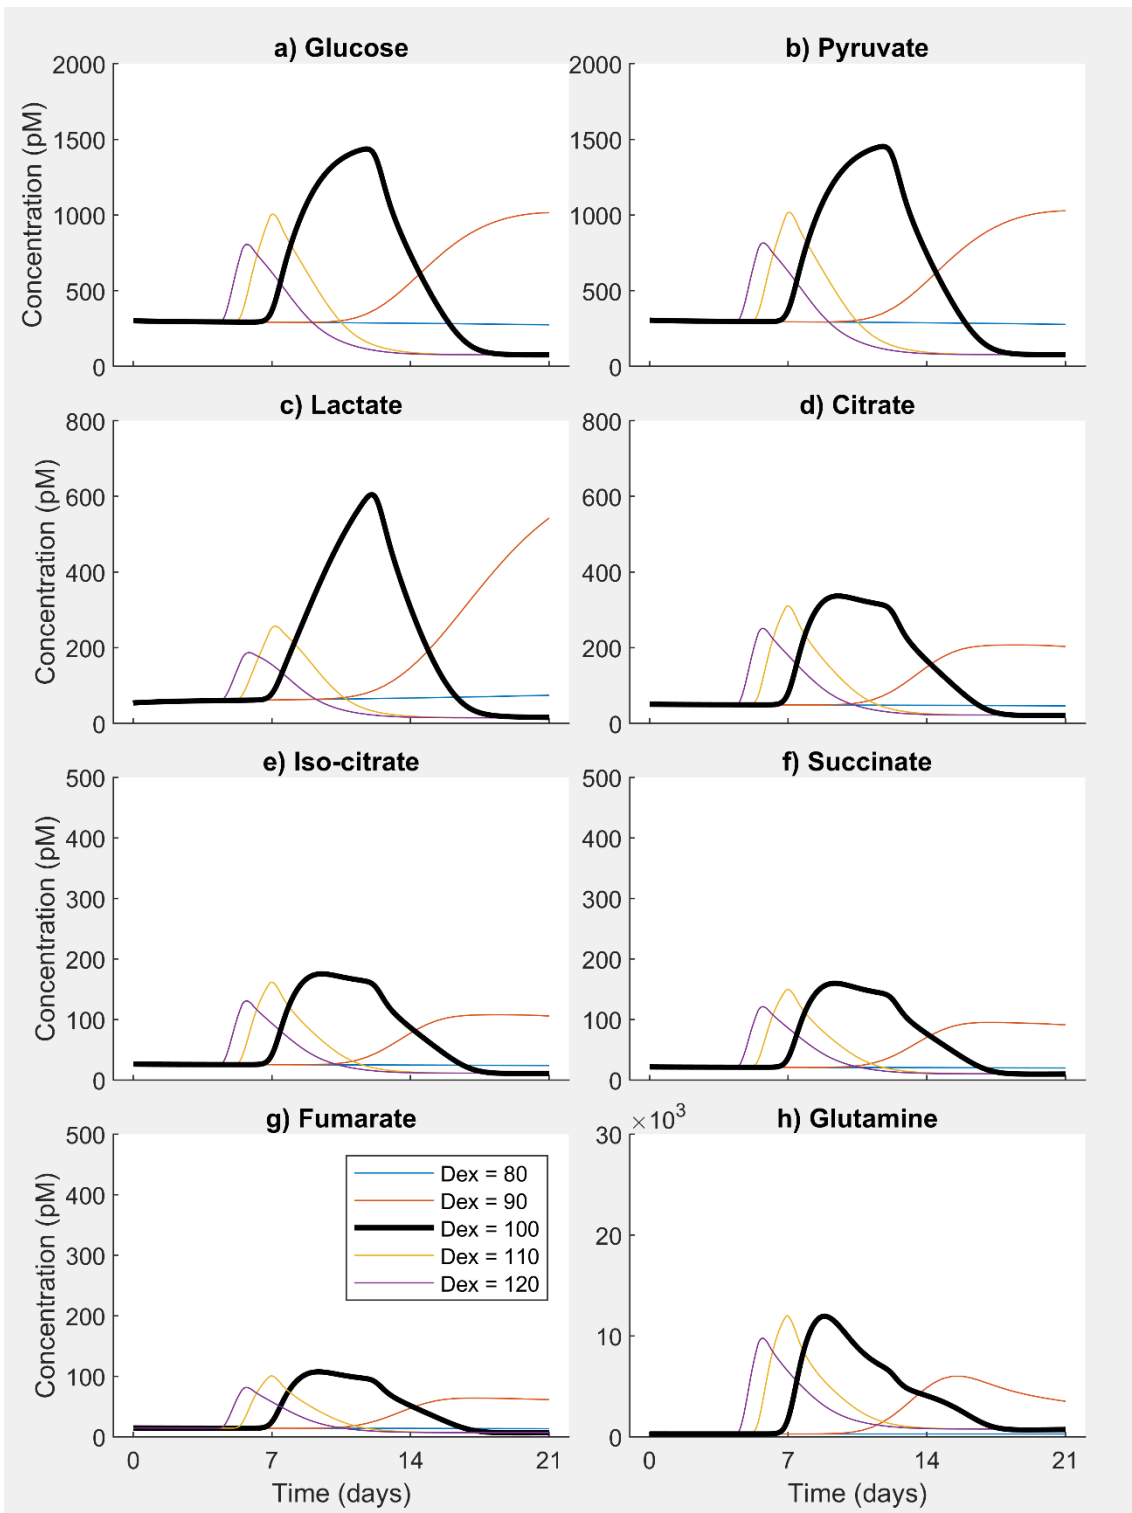 a) Glucose
Concentration (pM)
2000
1500
1000
500
0
b) Pyruvate
2000
1500
1000
500
0
c) Lactate
Concentration (pM)
800
600
400
200
0
d) Citrate
800
600
400
200
0
e) Iso-citrate
Concentration (pM)
500
400
300
200
100
0
f) Succinate
500
400
300
200
100
0
g) Fumarate
Concentration (pM)
500
400
300
200
100
0
Dex = 80
Dex = 90
Dex = 100
Dex = 110
Dex = 120
0 7 14 21
Time (days)
h) Glutamine
×10³
30
20
10
0
0 7 14 21
Time (days)